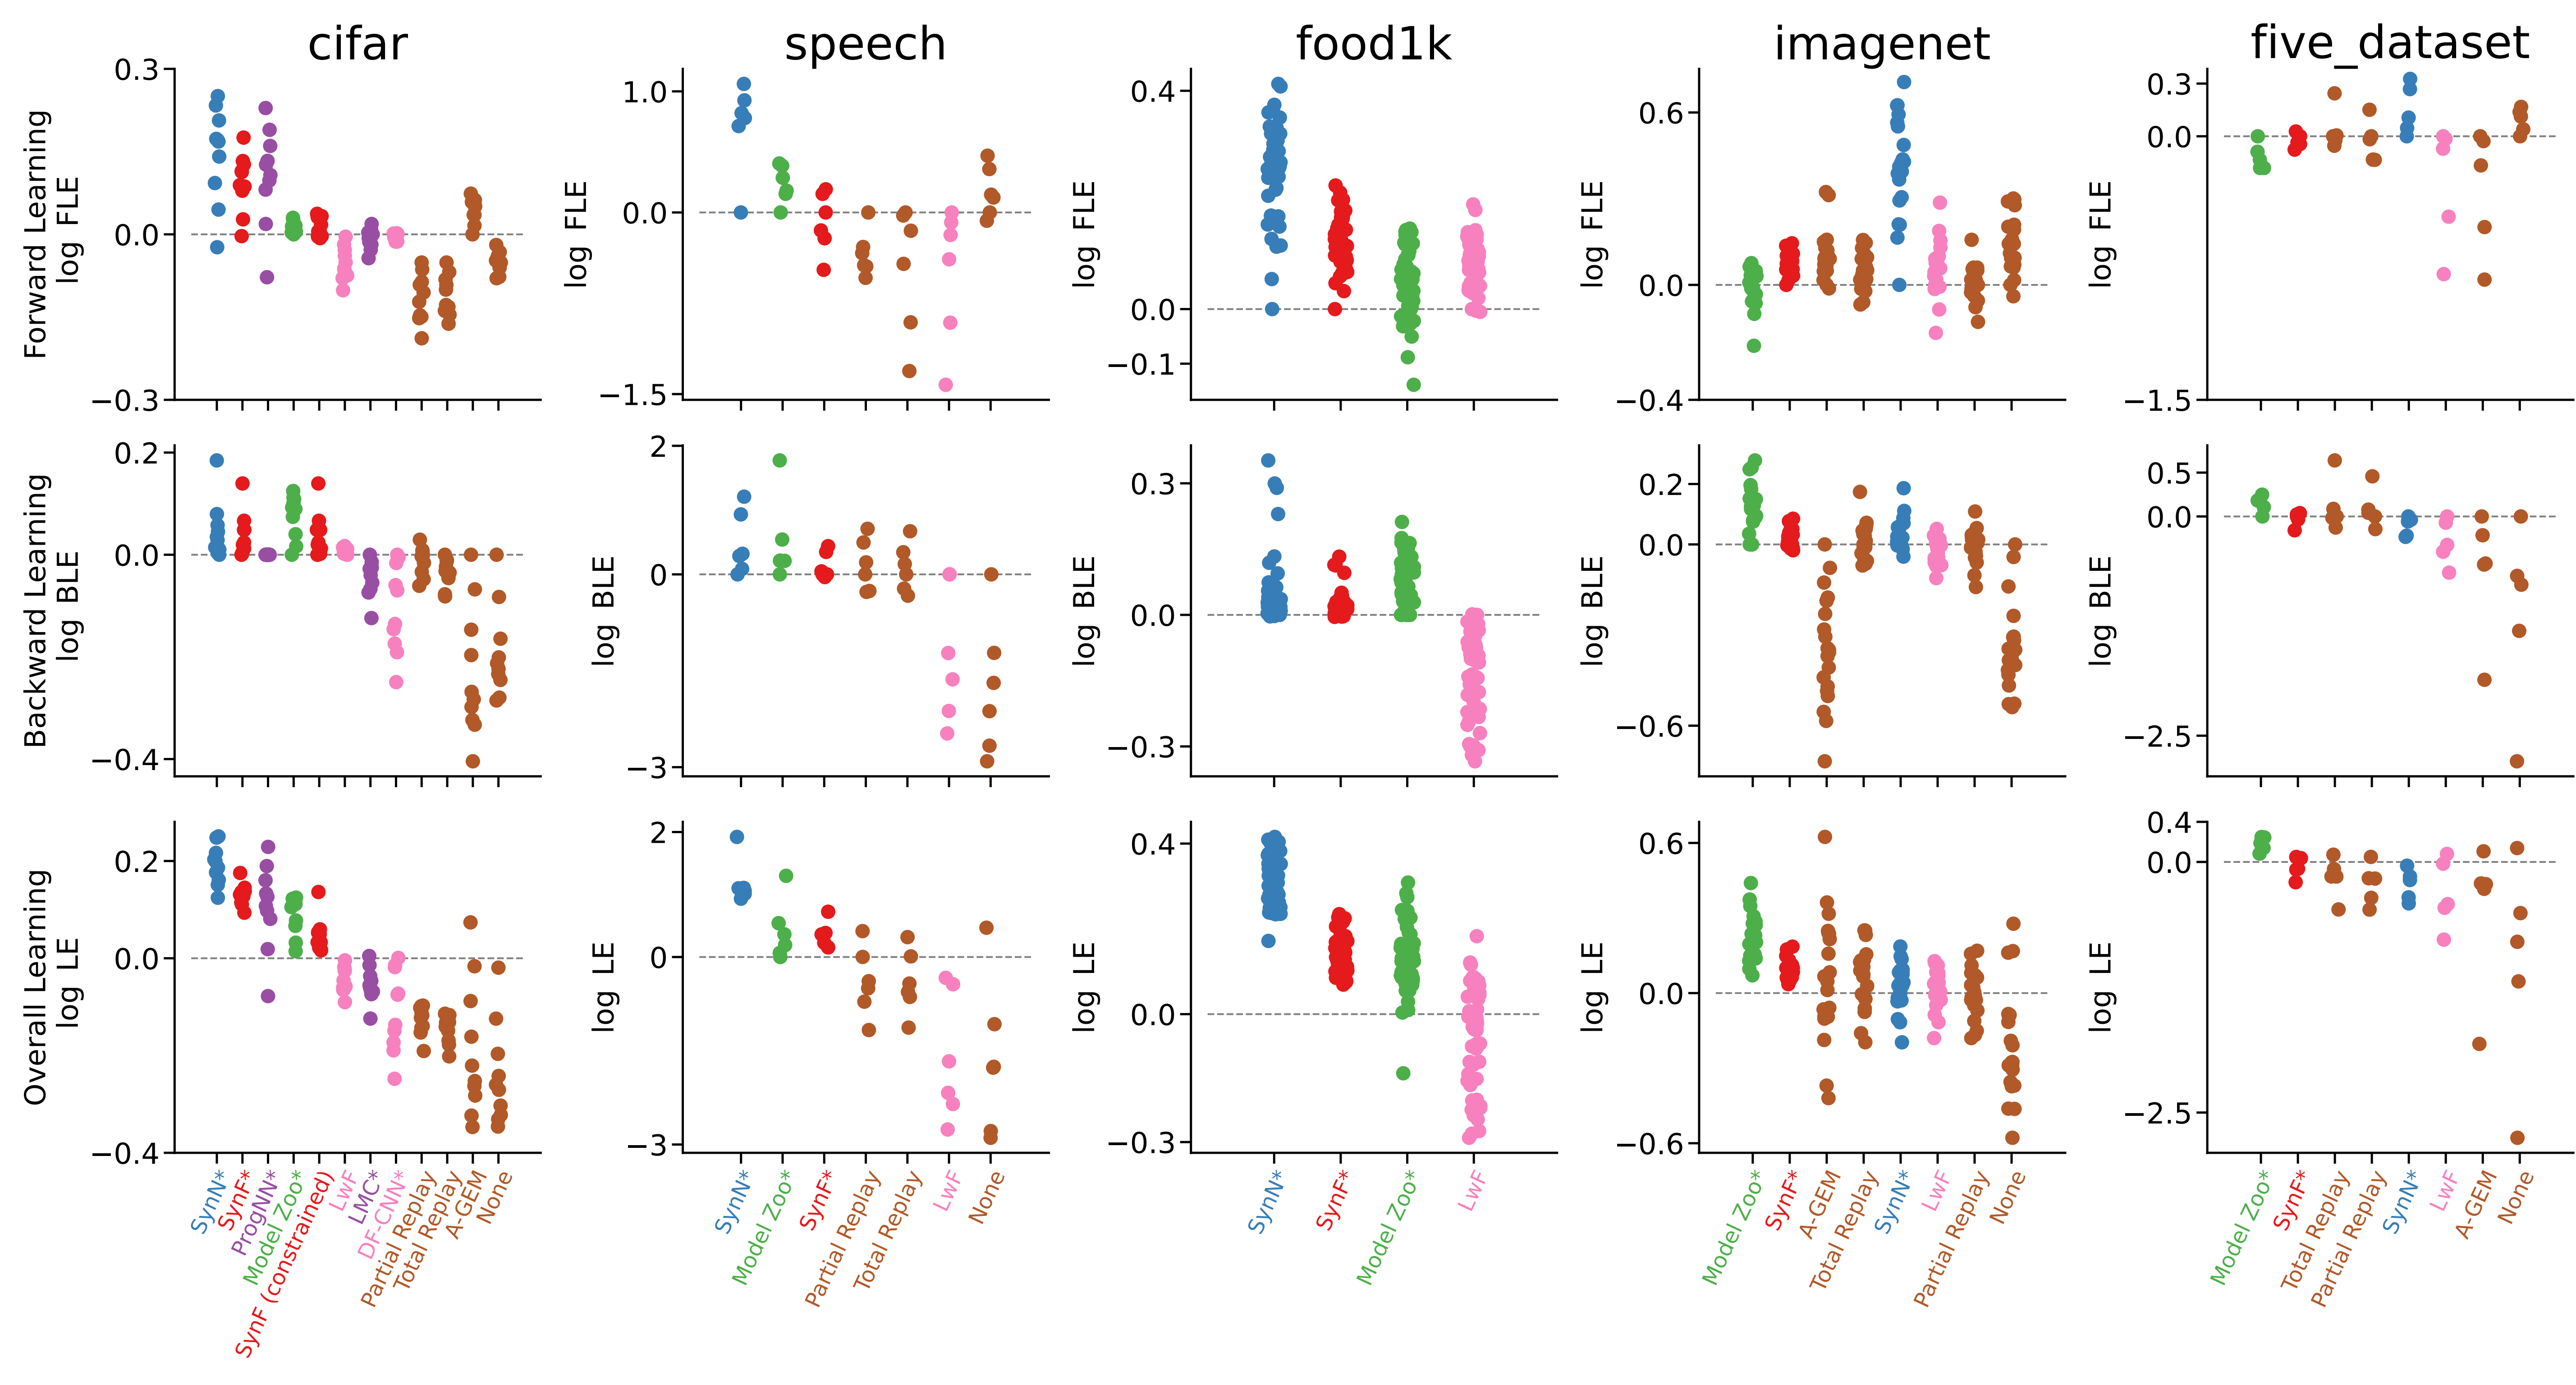 cifar
speech
food1k
imagenet
five_dataset
Forward Learning
log FLE
0.3
0.0
−0.3
log FLE
1.0
0.0
−1.5
log FLE
0.4
0.0
−0.1
log FLE
0.6
0.0
−0.4
log FLE
0.3
0.0
−1.5
Backward Learning
log BLE
0.2
0.0
−0.4
log BLE
2
0
−3
log BLE
0.3
0.0
−0.3
log BLE
0.2
0.0
−0.6
log BLE
0.5
0.0
−2.5
Overall Learning
log LE
0.2
0.0
−0.4
log LE
2
0
−3
log LE
0.4
0.0
−0.3
log LE
0.6
0.0
−0.6
log LE
0.4
0.0
−2.5
SynN*
SynF*
ProgNN*
Model Zoo*
SynF (constrained)
LwF
LMC*
DF-CNN*
Partial Replay
Total Replay
A-GEM
None
SynN*
Model Zoo*
SynF*
Partial Replay
Total Replay
LwF
None
SynN*
SynF*
Model Zoo*
LwF
Model Zoo*
SynF*
A-GEM
Total Replay
SynN*
LwF
Partial Replay
None
Model Zoo*
SynF*
Total Replay
Partial Replay
SynN*
LwF
A-GEM
None